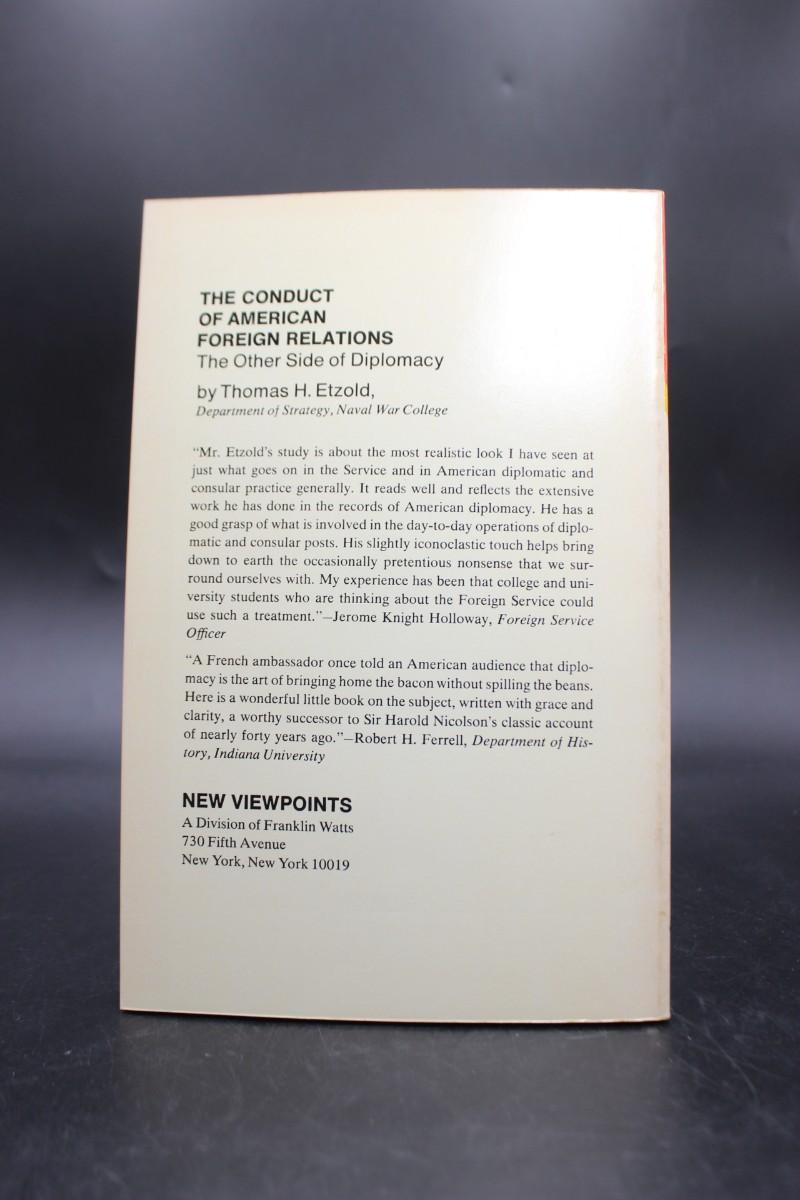 THE CONDUCT
OF AMERICAN
FOREIGN RELATIONS
The Other Side of Diplomacy
by Thomas H. Etzold,
Department of Strategy, Naval War College
“Mr. Etzold’s study is about the most realistic look I have seen at
just what goes on in the Service and in American diplomatic and
consular practice generally. It reads well and reflects the extensive
work he has done in the records of American diplomacy. He has a
good grasp of what is involved in the day-to-day operations of diplo-
matic and consular posts. His slightly iconoclastic touch helps bring
down to earth the occasionally pretentious nonsense that we sur-
round ourselves with. My experience has been that college and uni-
versity students who are thinking about the Foreign Service could
use such a treatment.”—Jerome Knight Holloway, Foreign Service
Officer
“A French ambassador once told an American audience that diplo-
macy is the art of bringing home the bacon without spilling the beans.
Here is a wonderful little book on the subject, written with grace and
clarity, a worthy successor to Sir Harold Nicolson’s classic account
of nearly forty years ago.”—Robert H. Ferrell, Department of His-
tory, Indiana University
NEW VIEWPOINTS
A Division of Franklin Watts
730 Fifth Avenue
New York, New York 10019